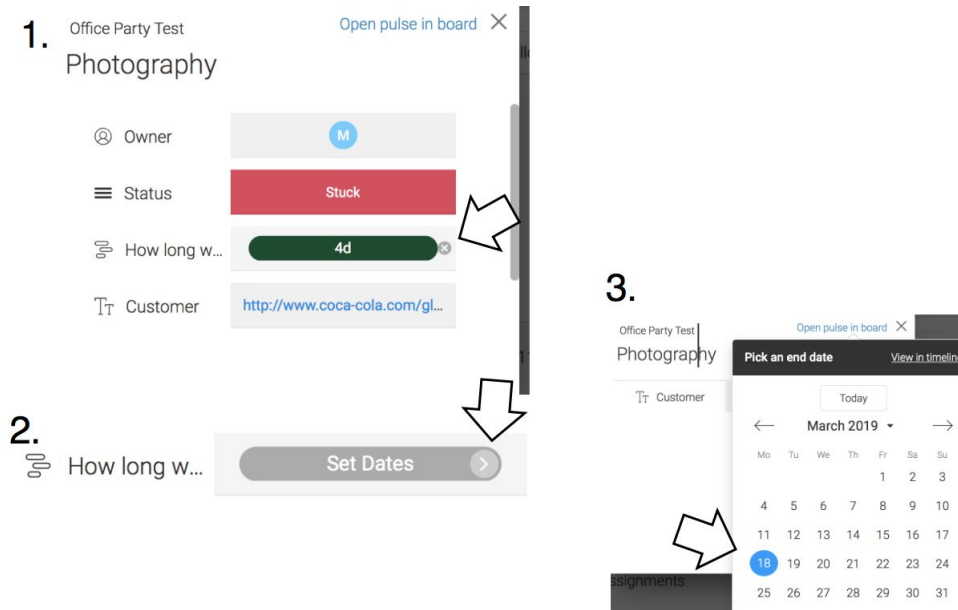 1.
Office Party Test
Open pulse in board
Photography
Owner
M
Status
Stuck
How long w...
4d
Customer
http://www.coca-cola.com/gl...
2.
How long w...
Set Dates
3.
Office Party Test
Open pulse in board
Photography
Pick an end date
View in timeline
Customer
Today
March 2019
Mo Tu We Th Fr Sa Su
1 2 3
4 5 6 7 8 9 10
11 12 13 14 15 16 17
18 19 20 21 22 23 24
25 26 27 28 29 30 31
ssignments